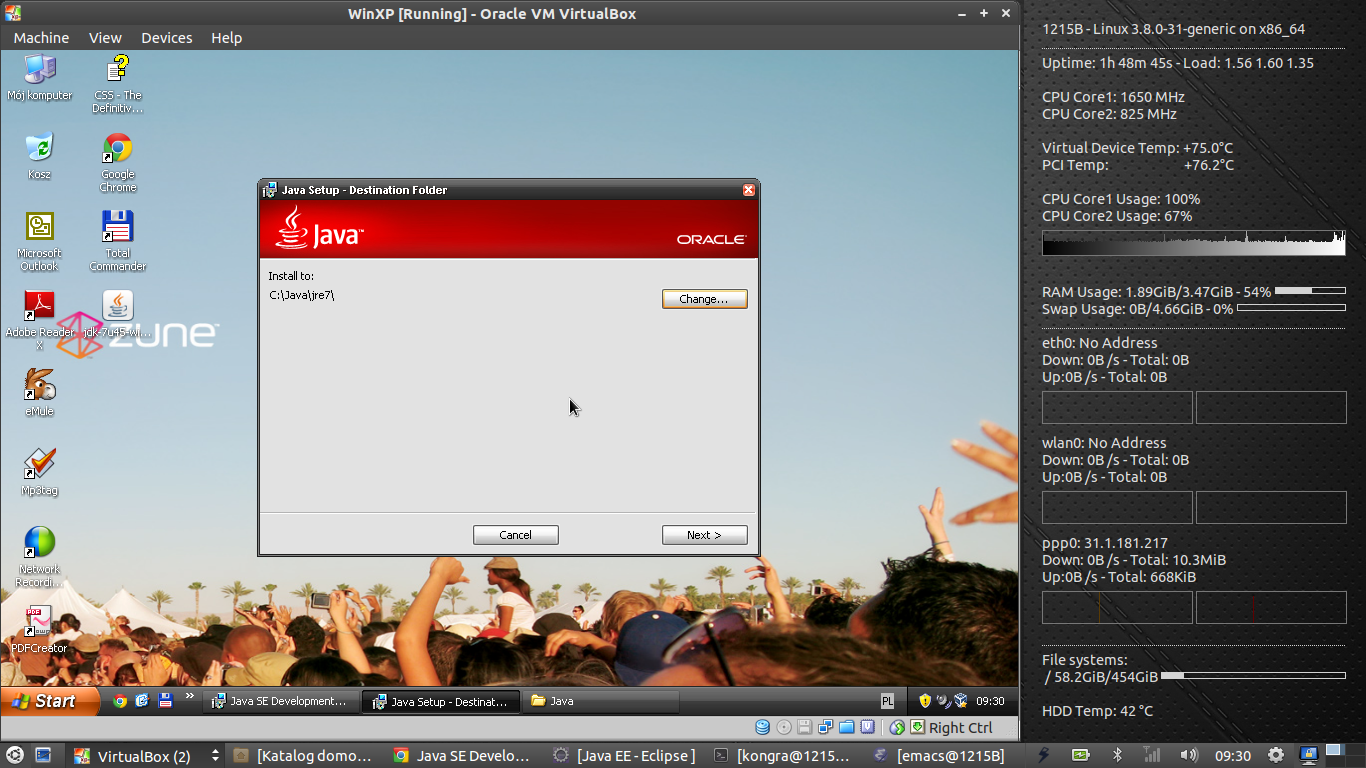 WinXP [Running] - Oracle VM VirtualBox
Machine View Devices Help
Mój komputer
CSS - The
Definitiv...
Kosz
Google
Chrome
Microsoft
Outlook
Total
Commander
Adobe Reader
X
jdk-7u45-wi...
zune™
eMule
Mp3tag
Network
Recordi...
PDF
PDFCreator
Java Setup - Destination Folder
Java™
ORACLE®
Install to:
C:\Java\jre7\
Change...
Cancel
Next >
Start
»
Java SE Development...
Java Setup - Destinat...
Java
PL
09:30
Right Ctrl
VirtualBox (2)
[Katalog domo...
Java SE Develo...
[Java EE - Eclipse ]
[kongra@1215...
[emacs@1215B]
09:30
1215B - Linux 3.8.0-31-generic on x86_64
Uptime: 1h 48m 45s - Load: 1.56 1.60 1.35
CPU Core1: 1650 MHz
CPU Core2: 825 MHz
Virtual Device Temp: +75.0°C
PCI Temp: +76.2°C
CPU Core1 Usage: 100%
CPU Core2 Usage: 67%
RAM Usage: 1.89GiB/3.47GiB - 54%
Swap Usage: 0B/4.66GiB - 0%
eth0: No Address
Down: 0B /s - Total: 0B
Up:0B /s - Total: 0B
wlan0: No Address
Down: 0B /s - Total: 0B
Up:0B /s - Total: 0B
ppp0: 31.1.181.217
Down: 0B /s - Total: 10.3MiB
Up:0B /s - Total: 668KiB
File systems:
/ 58.2GiB/454GiB
HDD Temp: 42 °C